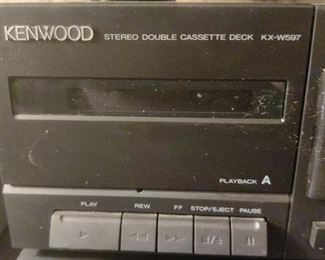 KENWOOD STEREO DOUBLE CASSETTE DECK KX-W597
PLAYBACK A
PLAY REW FF STOP/EJECT PAUSE